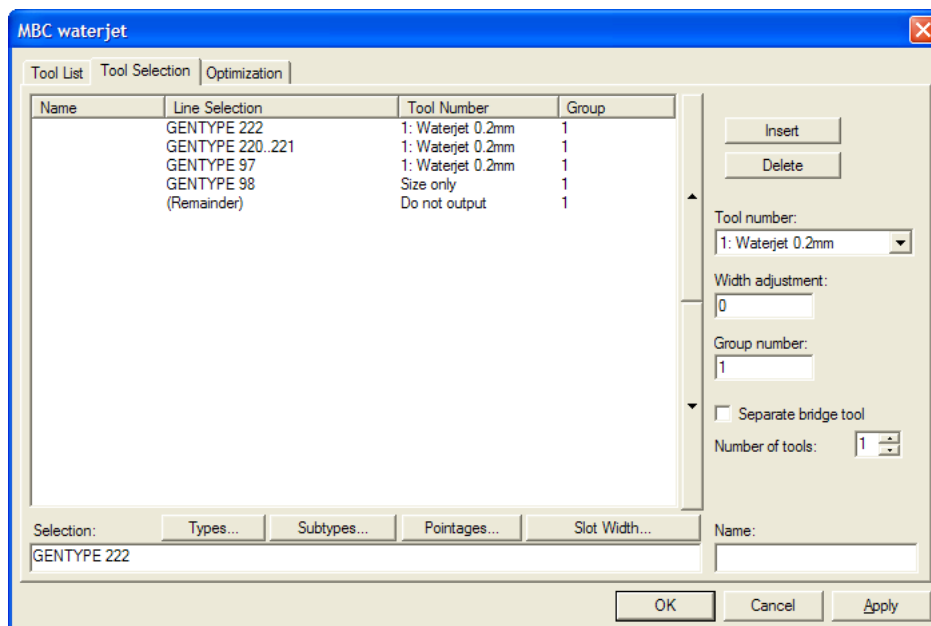 MBC waterjet
Tool List Tool Selection Optimization
Name Line Selection Tool Number Group
GENTYPE 222 1: Waterjet 0.2mm 1
GENTYPE 220..221 1: Waterjet 0.2mm 1
GENTYPE 97 1: Waterjet 0.2mm 1
GENTYPE 98 Size only 1
(Remainder) Do not output 1
Insert
Delete
Tool number:
1: Waterjet 0.2mm
Width adjustment:
0
Group number:
1
Separate bridge tool
Number of tools: 1
Selection: Types... Subtypes... Pointages... Slot Width... Name:
GENTYPE 222
OK Cancel Apply